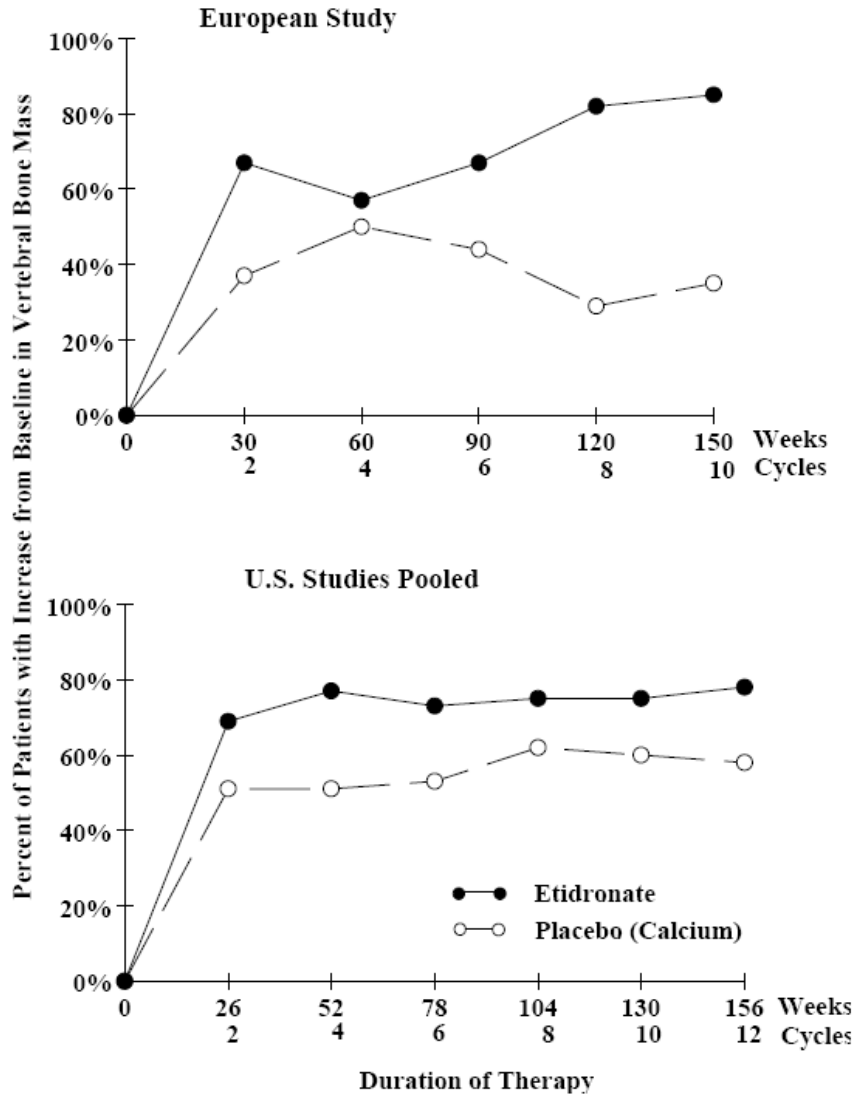 European Study
100%
80%
60%
40%
20%
0%
0 30 60 90 120 150 Weeks
2 4 6 8 10 Cycles
Percent of Patients with Increase from Baseline in Vertebral Bone Mass
U.S. Studies Pooled
100%
80%
60%
40%
20%
0%
Etidronate
Placebo (Calcium)
0 26 52 78 104 130 156 Weeks
2 4 6 8 10 12 Cycles
Duration of Therapy